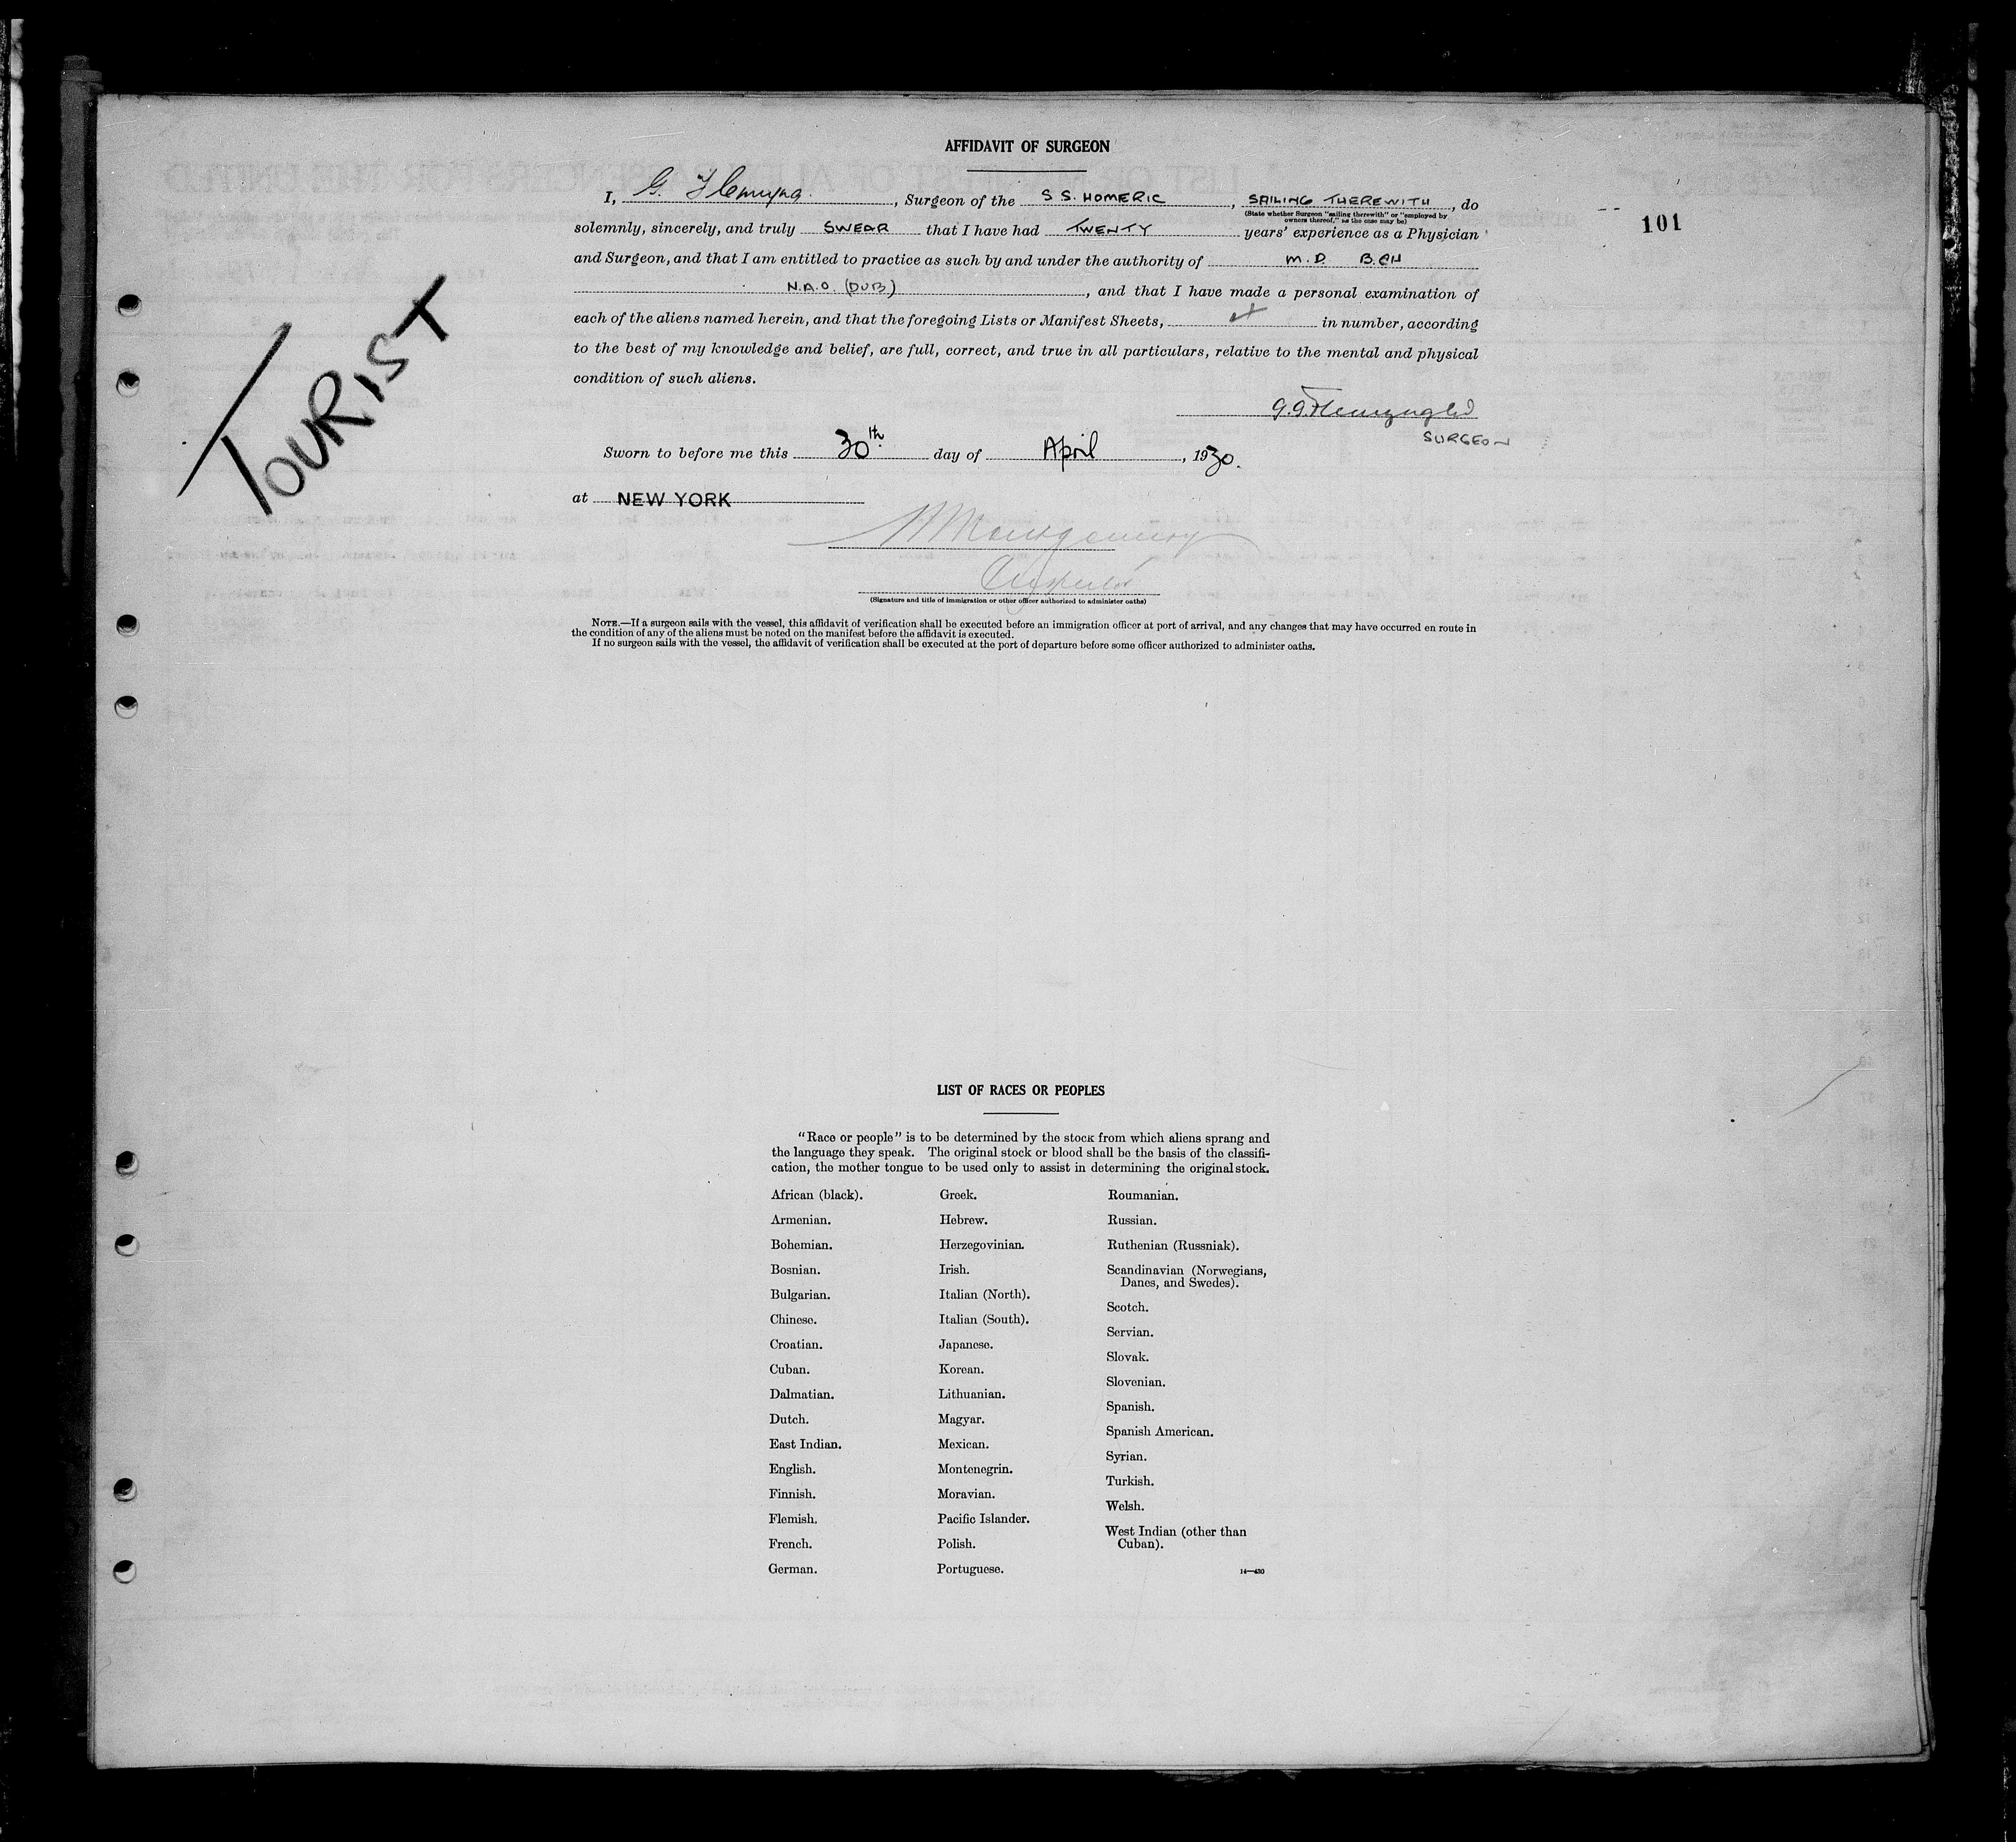 AFFIDAVIT OF SURGEON
I, G. Flemyng., Surgeon of the S S. HOMERIC, SAILING THEREWITH, do
(State whether Surgeon "sailing therewith" or "employed by
owners thereof," as the case may be)
101
solemnly, sincerely, and truly SWEAR that I have had TWENTY years' experience as a Physician
and Surgeon, and that I am entitled to practice as such by and under the authority of M.D. B.CH
N.A.O. (DUB), and that I have made a personal examination of
each of the aliens named herein, and that the foregoing Lists or Manifest Sheets, in number, according
to the best of my knowledge and belief, are full, correct, and true in all particulars, relative to the mental and physical
condition of such aliens.
TOURIST
SURGEON
Sworn to before me this 30th. day of April, 1930.
at NEW YORK
Montgomery
Inspector
(Signature and title of immigration or other officer authorized to administer oaths)
NOTE.—If a surgeon sails with the vessel, this affidavit of verification shall be executed before an immigration officer at port of arrival, and any changes that may have occurred en route in
the condition of any of the aliens must be noted on the manifest before the affidavit is executed.
If no surgeon sails with the vessel, the affidavit of verification shall be executed at the port of departure before some officer authorized to administer oaths.
LIST OF RACES OR PEOPLES
"Race or people" is to be determined by the stock from which aliens sprang and
the language they speak. The original stock or blood shall be the basis of the classifi-
cation, the mother tongue to be used only to assist in determining the original stock.
African (black).
Armenian.
Bohemian.
Bosnian.
Bulgarian.
Chinese.
Croatian.
Cuban.
Dalmatian.
Dutch.
East Indian.
English.
Finnish.
Flemish.
French.
German.
Greek.
Hebrew.
Herzegovinian.
Irish.
Italian (North).
Italian (South).
Japanese.
Korean.
Lithuanian.
Magyar.
Mexican.
Montenegrin.
Moravian.
Pacific Islander.
Polish.
Portuguese.
Roumanian.
Russian.
Ruthenian (Russniak).
Scandinavian (Norwegians,
Danes, and Swedes).
Scotch.
Servian.
Slovak.
Slovenian.
Spanish.
Spanish American.
Syrian.
Turkish.
Welsh.
West Indian (other than
Cuban).
14—430